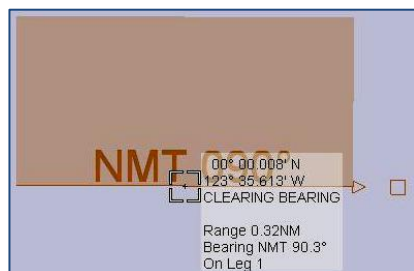 NMT 090°
00° 00.008' N
123° 35.613' W
CLEARING BEARING
Range 0.32NM
Bearing NMT 90.3°
On Leg 1